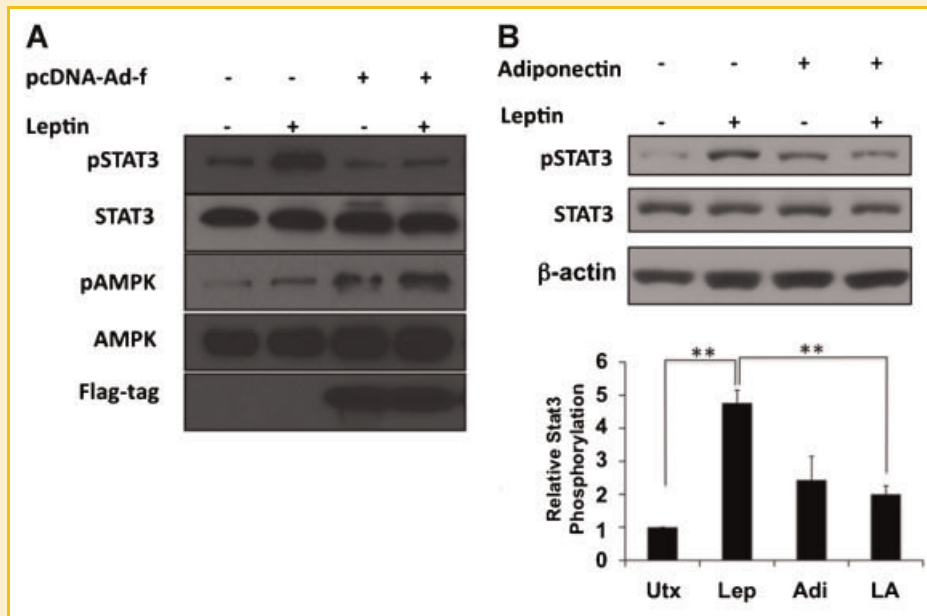 A
pcDNA-Ad-f - - + +
Leptin - + - +
pSTAT3
STAT3
pAMPK
AMPK
Flag-tag
B
Adiponectin - - + +
Leptin - + - +
pSTAT3
STAT3
β-actin
Relative Stat3
Phosphorylation
6
5
4
3
2
1
0
** **
Utx Lep Adi LA